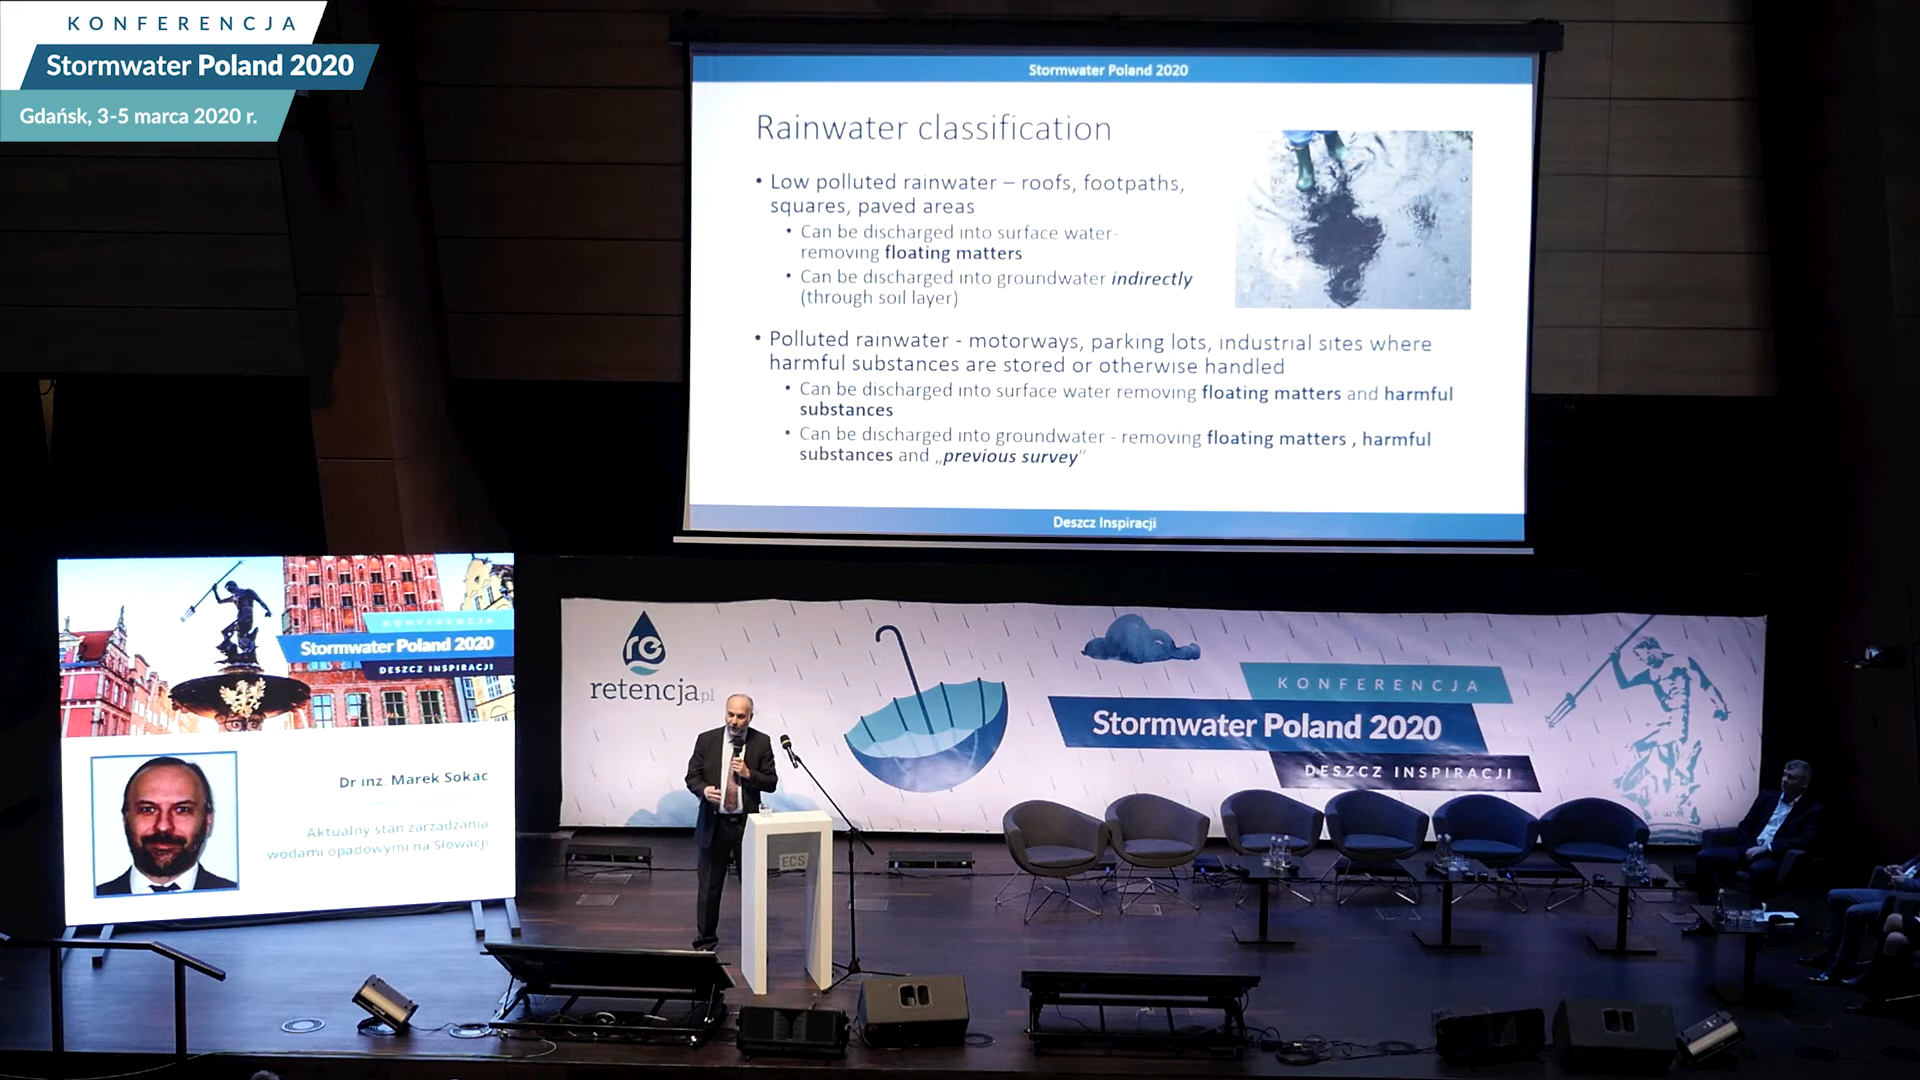 KONFERENCJA
Stormwater Poland 2020
Gdańsk, 3-5 marca 2020 r.
Stormwater Poland 2020
Rainwater classification
• Low polluted rainwater – roofs, footpaths,
squares, paved areas
• Can be discharged into surface water-
removing floating matters
• Can be discharged into groundwater indirectly
(through soil layer)
• Polluted rainwater - motorways, parking lots, industrial sites where
harmful substances are stored or otherwise handled
• Can be discharged into surface water removing floating matters and harmful
substances
• Can be discharged into groundwater - removing floating matters , harmful
substances and „previous survey“
Deszcz Inspiracji
KONFERENCJA
Stormwater Poland 2020
DESZCZ INSPIRACJI
Dr inż. Marek Sokac
Aktualny stan zarzadzania
wodami opadowymi na Słowacji
re
retencja.pl
KONFERENCJA
Stormwater Poland 2020
DESZCZ INSPIRACJI
ECS